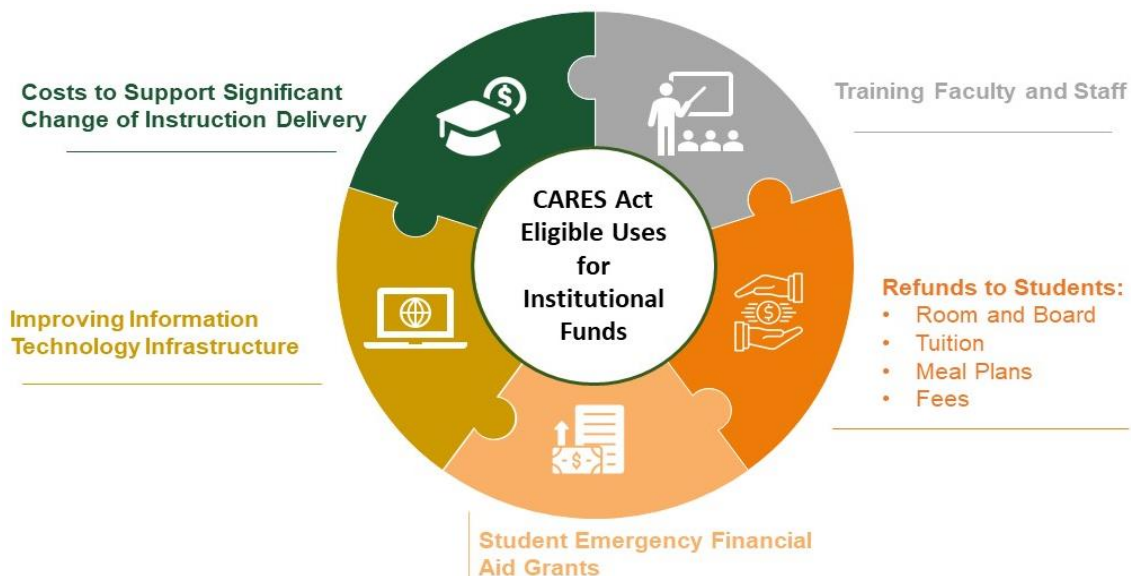 Costs to Support Significant
Change of Instruction Delivery
$
Training Faculty and Staff
CARES Act
Eligible Uses
for
Institutional
Funds
Improving Information
Technology Infrastructure
$
Refunds to Students:
• Room and Board
• Tuition
• Meal Plans
• Fees
-$-
Student Emergency Financial
Aid Grants